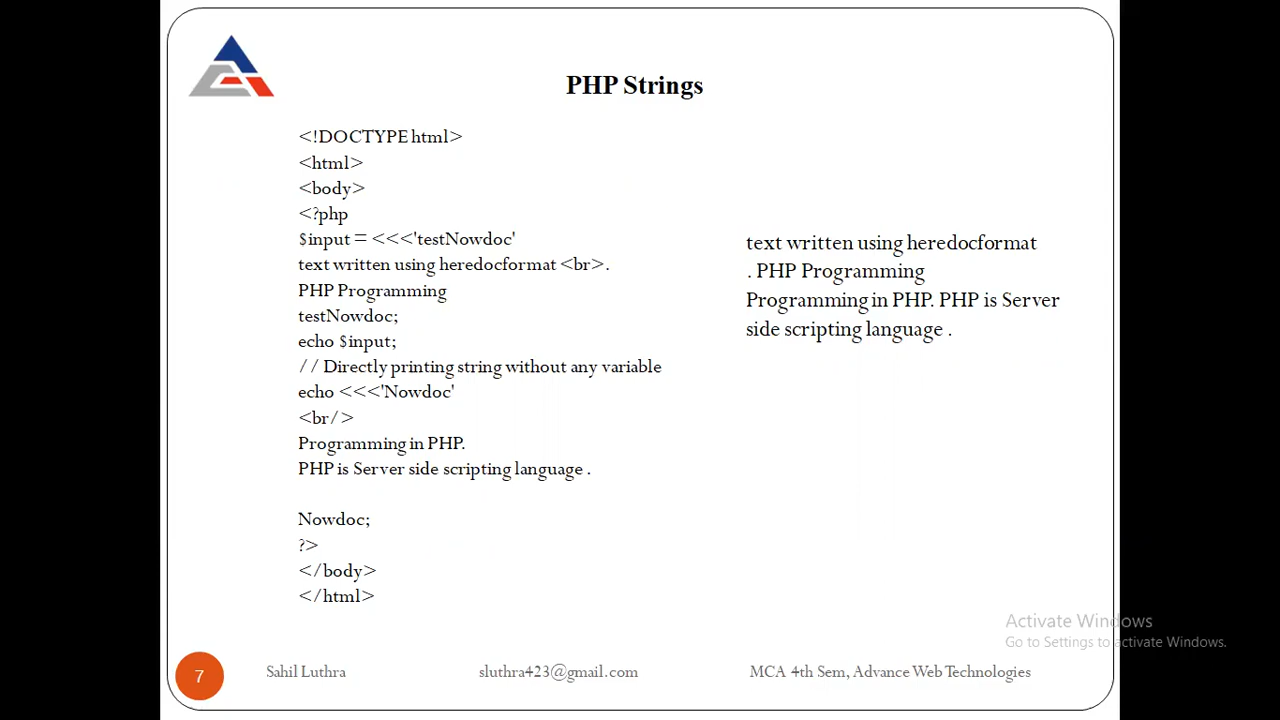 PHP Strings
<!DOCTYPE html>
<html>
<body>
<?php
$input = <<<'testNowdoc'
text written using heredocformat <br>.
PHP Programming
testNowdoc;
echo $input;
// Directly printing string without any variable
echo <<<'Nowdoc'
<br/>
Programming in PHP.
PHP is Server side scripting language .
Nowdoc;
?>
</body>
</html>
text written using heredocformat
. PHP Programming
Programming in PHP. PHP is Server
side scripting language .
Activate Windows
Go to Settings to activate Windows.
7
Sahil Luthra
sluthra423@gmail.com
MCA 4th Sem, Advance Web Technologies